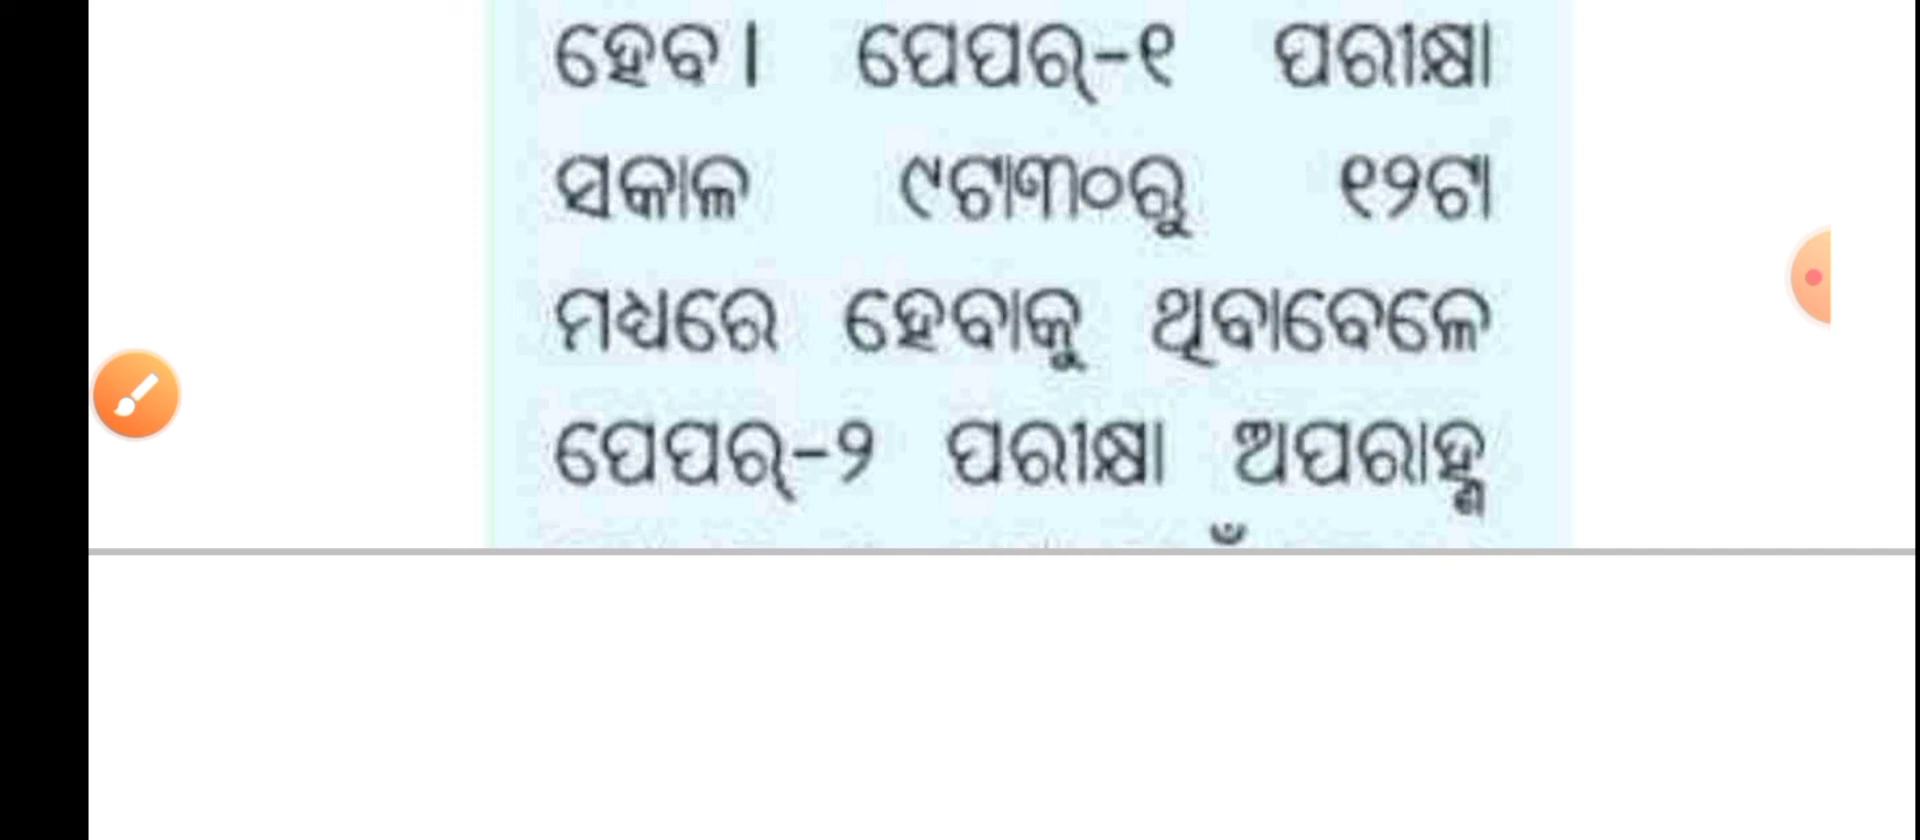 ହେବ। ପେପର୍-୧ ପରୀକ୍ଷା
ସକାଳ ୯ଟା୩୦ରୁ ୧୨ଟା
ମଧ୍ୟରେ ହେବାକୁ ଥିବାବେଳେ
ପେପର୍-୨ ପରୀକ୍ଷା ଅପରାହ୍ଣ